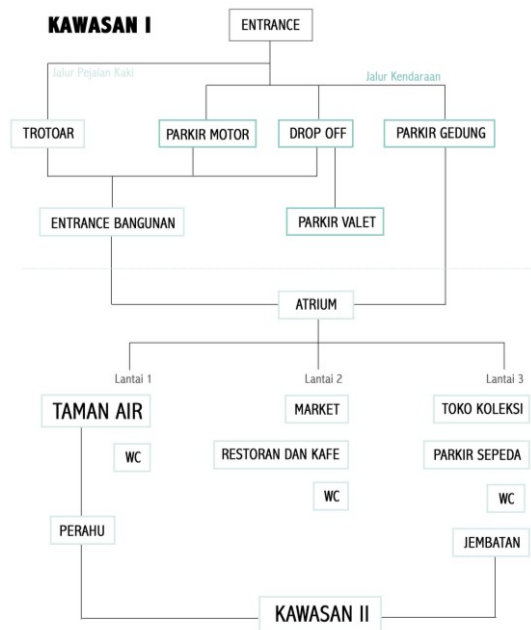 KAWASAN I
ENTRANCE
Jalur Pejalan Kaki
Jalur Kendaraan
TROTOAR
PARKIR MOTOR
DROP OFF
PARKIR GEDUNG
ENTRANCE BANGUNAN
PARKIR VALET
ATRIUM
Lantai 1
Lantai 2
Lantai 3
TAMAN AIR
MARKET
TOKO KOLEKSI
WC
RESTORAN DAN KAFE
PARKIR SEPEDA
WC
WC
PERAHU
JEMBATAN
KAWASAN II